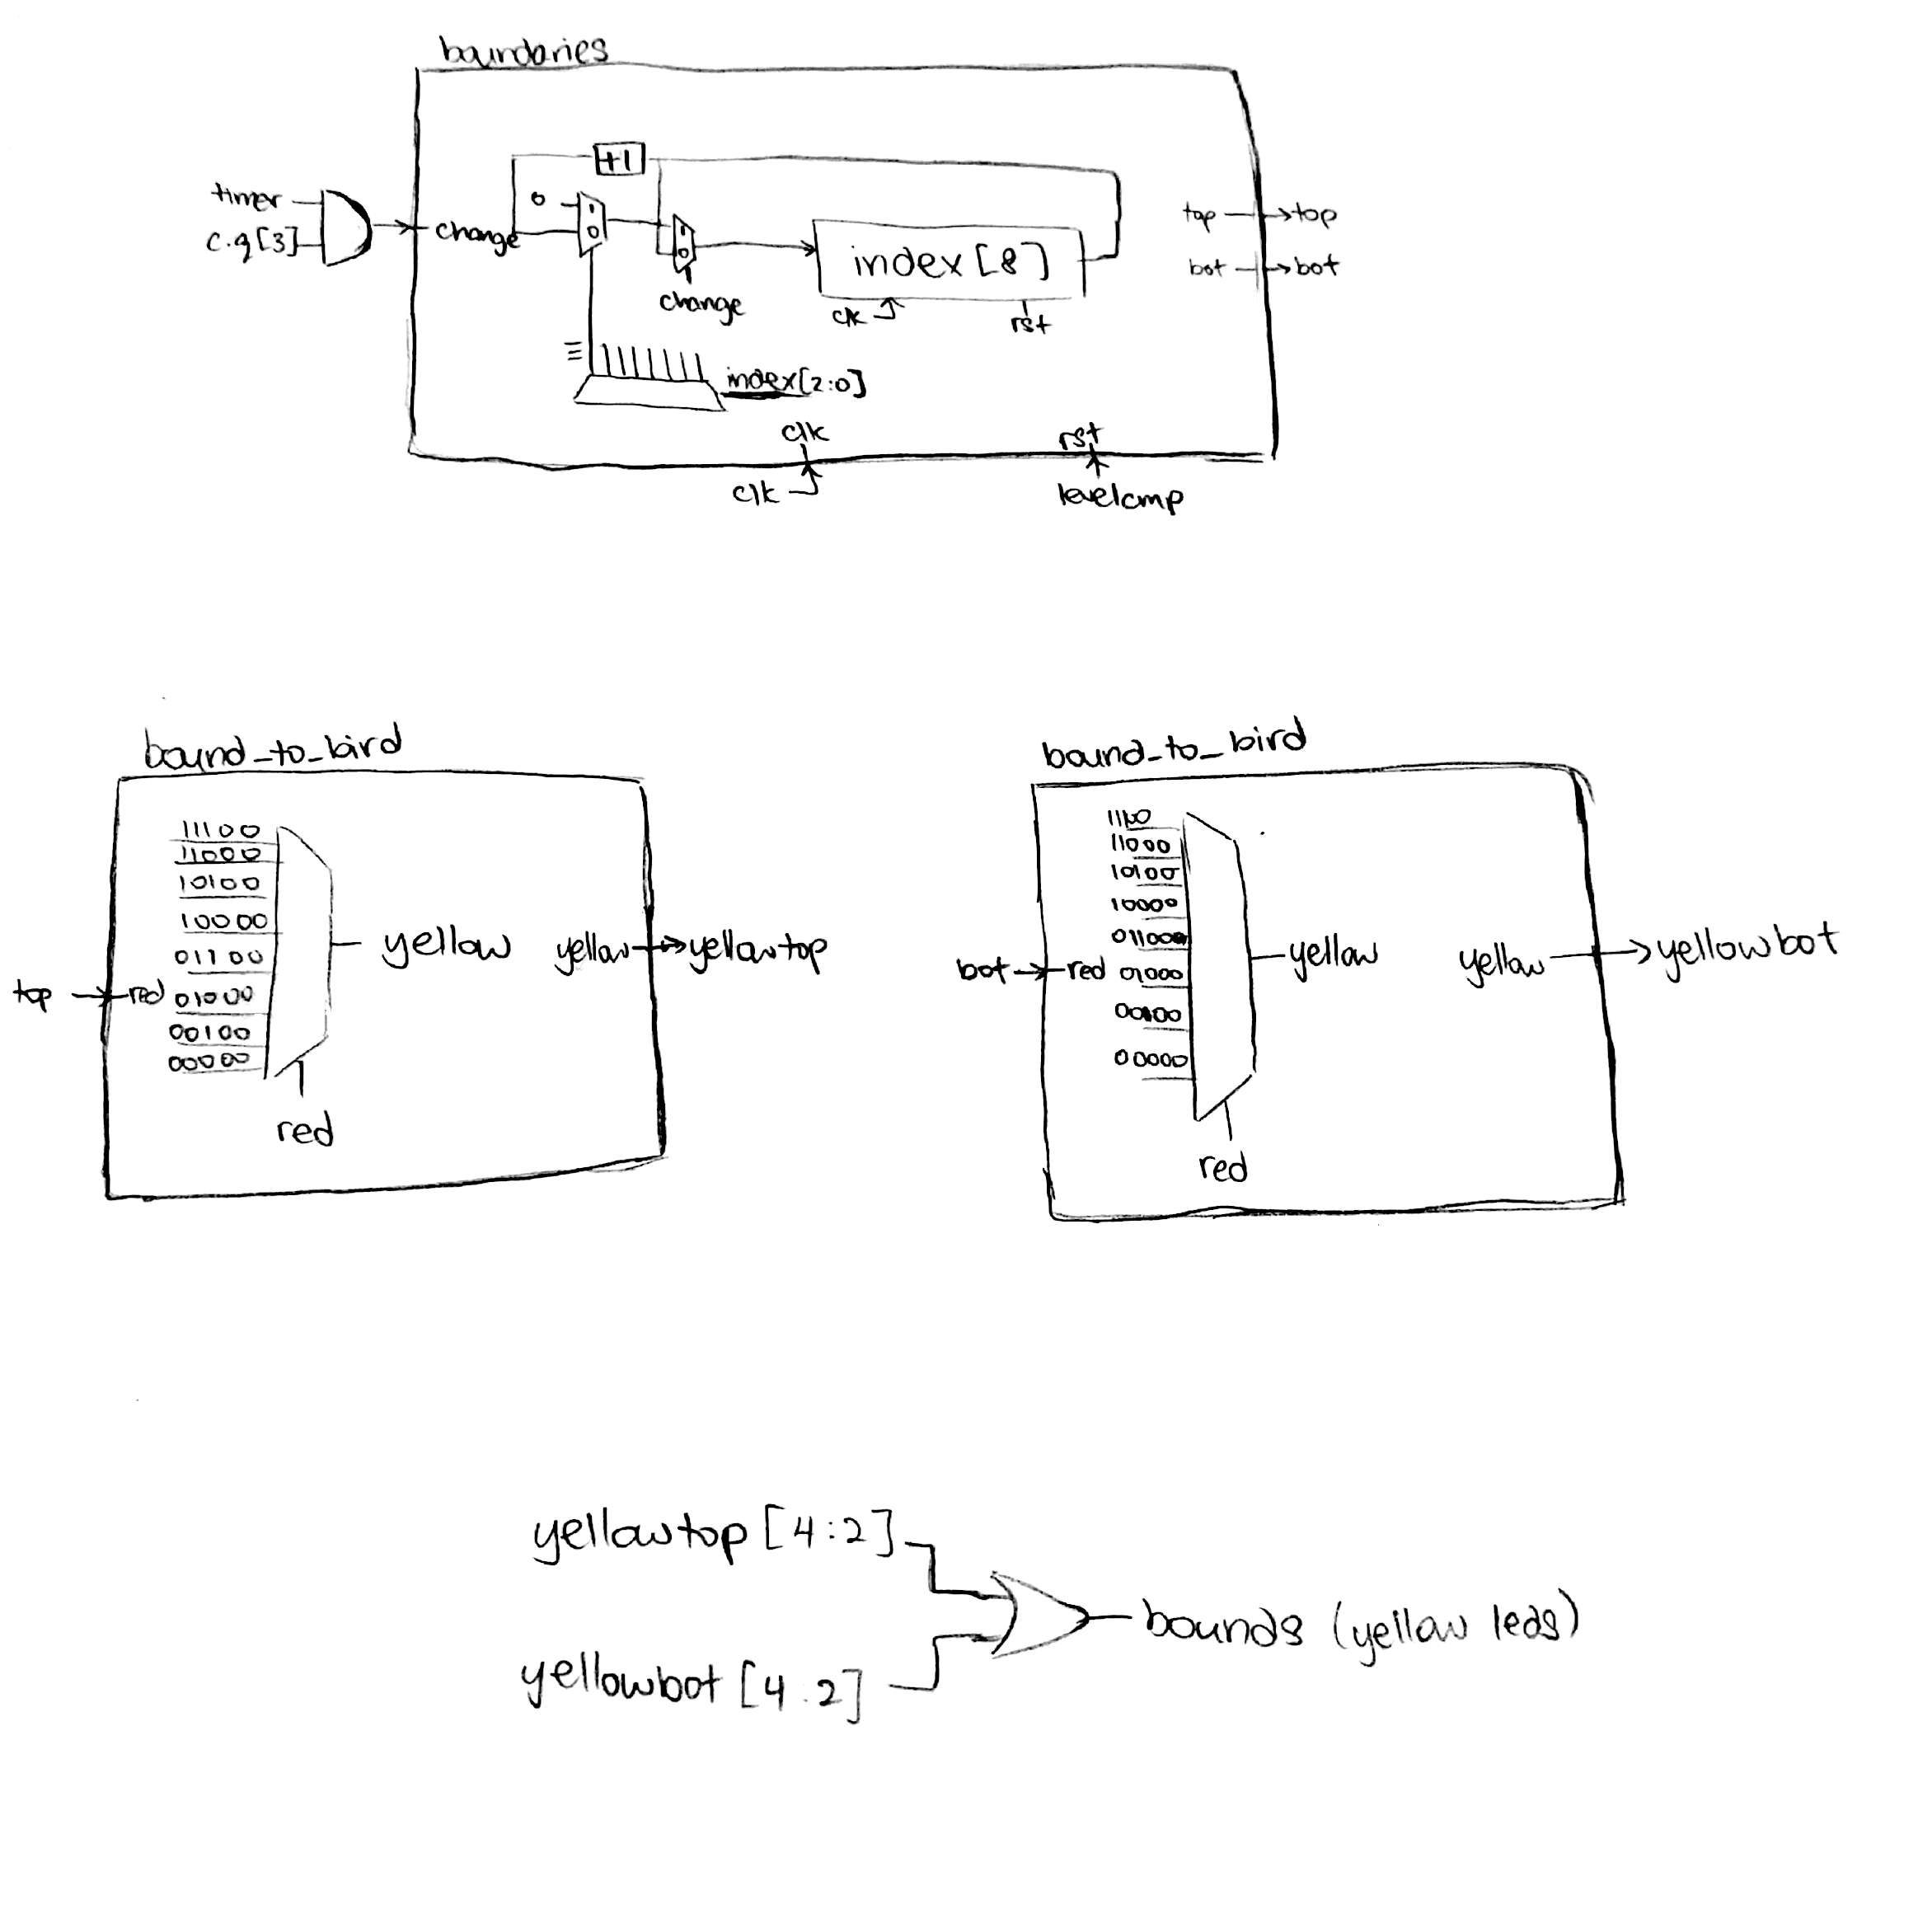 boundaries
+1
timer
c.q[3]
change
0
1
0
1
0
change
index[8]
clk
rst
index[2:0]
top
top
bot
bot
clk
rst
clk
levelcmp
bound_to_bird
11100
11000
10100
10000
01100
01000
00100
00000
top
red
yellow
yellow
yellowtop
red
bound_to_bird
11000
10100
10000
01000
00100
00000
bot
red
yellow
yellow
yellowbot
red
yellowtop [4:2]
yellowbot [4:2]
bounds (yellow leds)